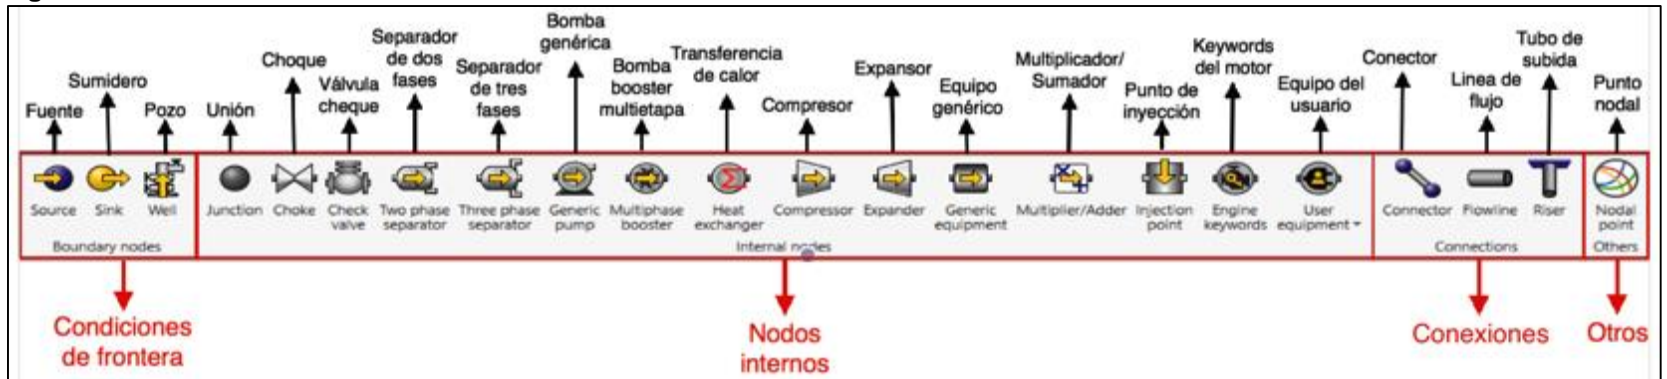 Fuente
Sumidero
Pozo
Unión
Choque
Válvula
cheque
Separador
de dos
fases
Separador
de tres
fases
Bomba
genérica
Bomba
booster
multietapa
Transferencia
de calor
Compresor
Expansor
Equipo
genérico
Multiplicador/
Sumador
Punto de
inyección
Keywords
del motor
Equipo del
usuario
Conector
Linea de
flujo
Tubo de
subida
Punto
nodal
Source
Sink
Well
Junction
Choke
Check
valve
Two phase
separator
Three phase
separator
Generic
pump
Multiphase
booster
Heat
exchanger
Compressor
Expander
Generic
equipment
Multiplier/Adder
Injection
point
Engine
keywords
User
equipment
Connector
Flowline
Riser
Nodal
point
Boundary nodes
Internal nodes
Connections
Others
Condiciones
de frontera
Nodos
internos
Conexiones
Otros